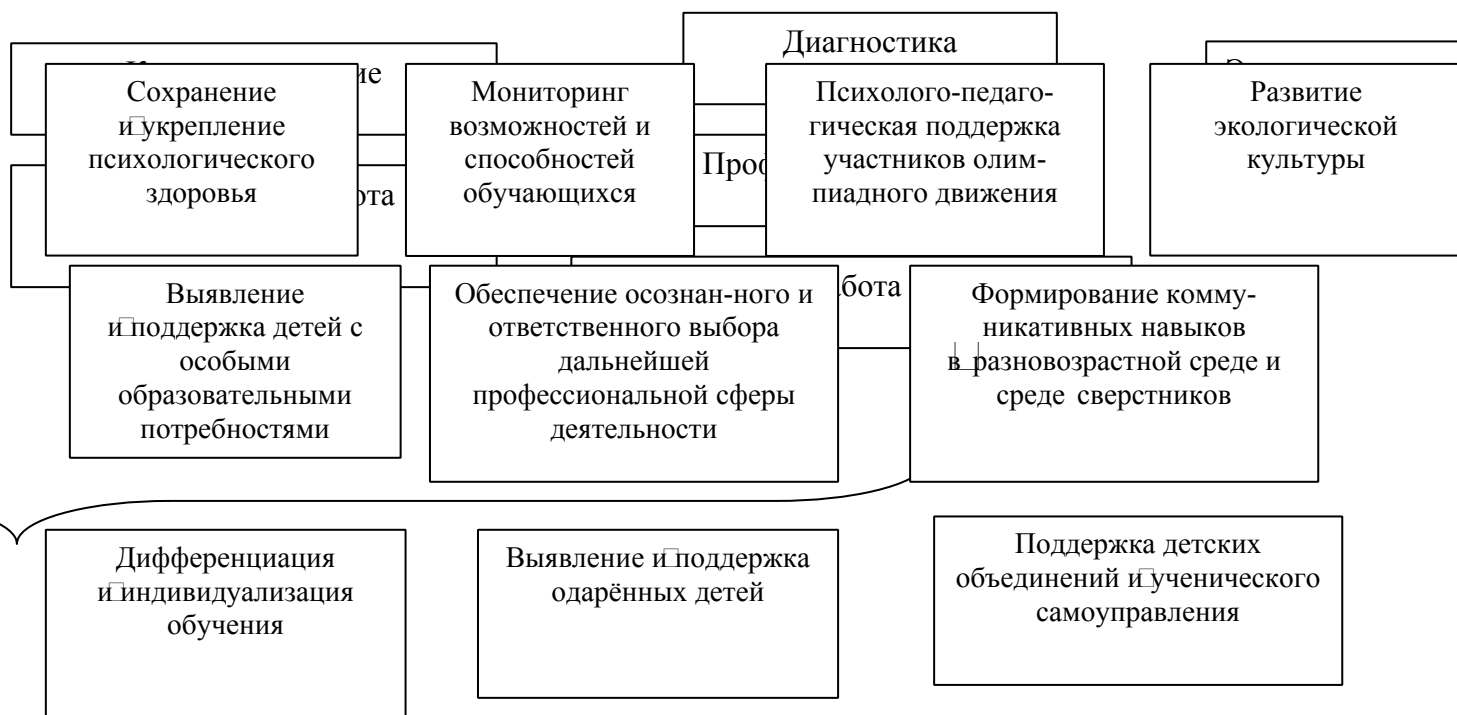 Диагностика
Сохранение
и укрепление
психологического
здоровья
Мониторинг
возможностей и
способностей
обучающихся
Психолого-педаго-
гическая поддержка
участников олим-
пиадного движения
Развитие
экологической
культуры
Выявление
и поддержка детей с
особыми
образовательными
потребностями
Обеспечение осознан-ного и
ответственного выбора
дальнейшей
профессиональной сферы
деятельности
Формирование комму-
никативных навыков
в разновозрастной среде и
среде сверстников
Дифференциация
и индивидуализация
обучения
Выявление и поддержка
одарённых детей
Поддержка детских
объединений и ученического
самоуправления